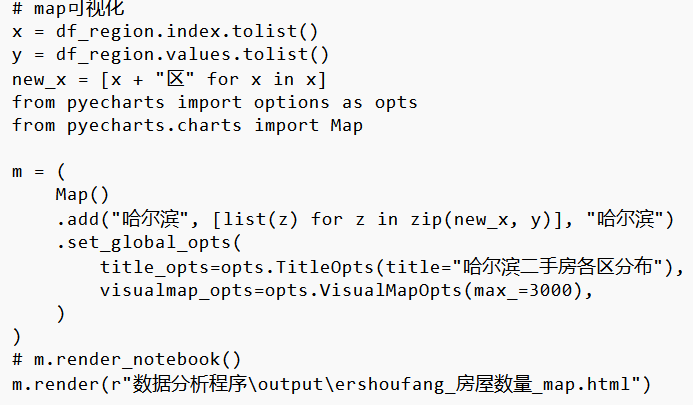 # map可视化
x = df_region.index.tolist()
y = df_region.values.tolist()
new_x = [x + "区" for x in x]
from pyecharts import options as opts
from pyecharts.charts import Map

m = (
    Map()
    .add("哈尔滨", [list(z) for z in zip(new_x, y)], "哈尔滨")
    .set_global_opts(
        title_opts=opts.TitleOpts(title="哈尔滨二手房各区分布"),
        visualmap_opts=opts.VisualMapOpts(max_=3000),
    )
)
# m.render_notebook()
m.render(r"数据分析程序\output\ershoufang_房屋数量_map.html")